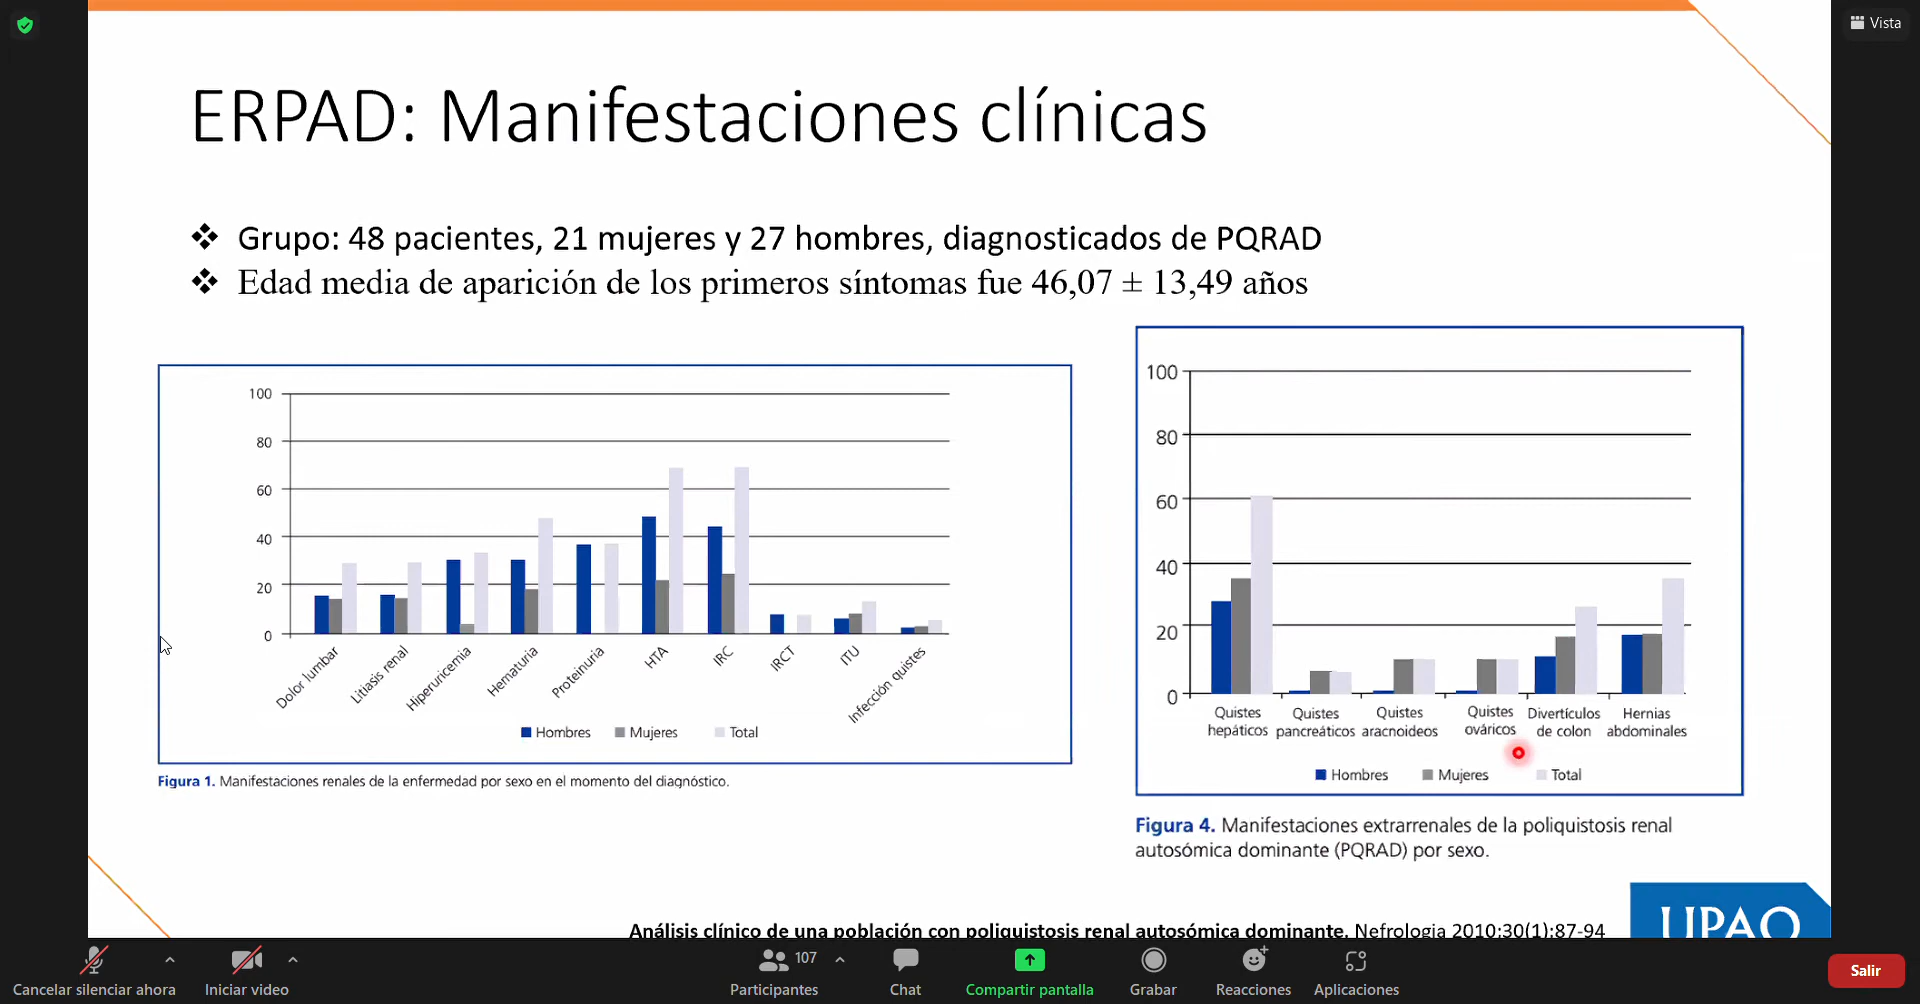 Vista
ERPAD: Manifestaciones clínicas
❖ Grupo: 48 pacientes, 21 mujeres y 27 hombres, diagnosticados de PQRAD
❖ Edad media de aparición de los primeros síntomas fue 46,07 ± 13,49 años
100
80
60
40
20
0
Dolor lumbar
Litiasis renal
Hiperuricemia
Hematuria
Proteinuria
HTA
IRC
IRCT
ITU
Infección quistes
Hombres Mujeres Total
Figura 1. Manifestaciones renales de la enfermedad por sexo en el momento del diagnóstico.
100
80
60
40
20
0
Quistes hepáticos
Quistes pancreáticos
Quistes aracnoideos
Quistes ováricos
Divertículos de colon
Hernias abdominales
Hombres Mujeres Total
Figura 4. Manifestaciones extrarrenales de la poliquistosis renal
autosómica dominante (PQRAD) por sexo.
Análisis clínico de una población con poliquistosis renal autosómica dominante. Nefrologia 2010;30(1):87-94
UPAO
Cancelar silenciar ahora
Iniciar video
107
Participantes
Chat
Compartir pantalla
Grabar
Reacciones
Aplicaciones
Salir